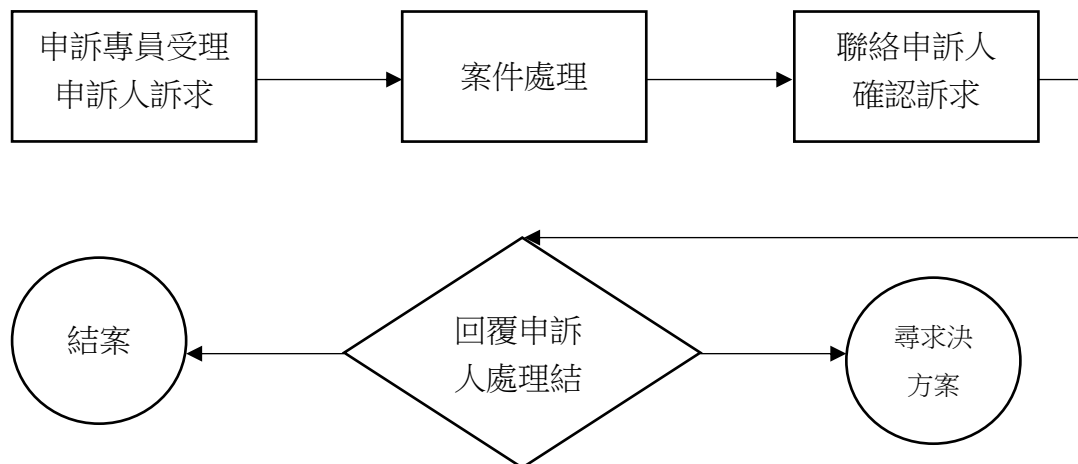 申訴專員受理
申訴人訴求
案件處理
聯絡申訴人
確認訴求
結案
回覆申訴
人處理結
尋求決
方案